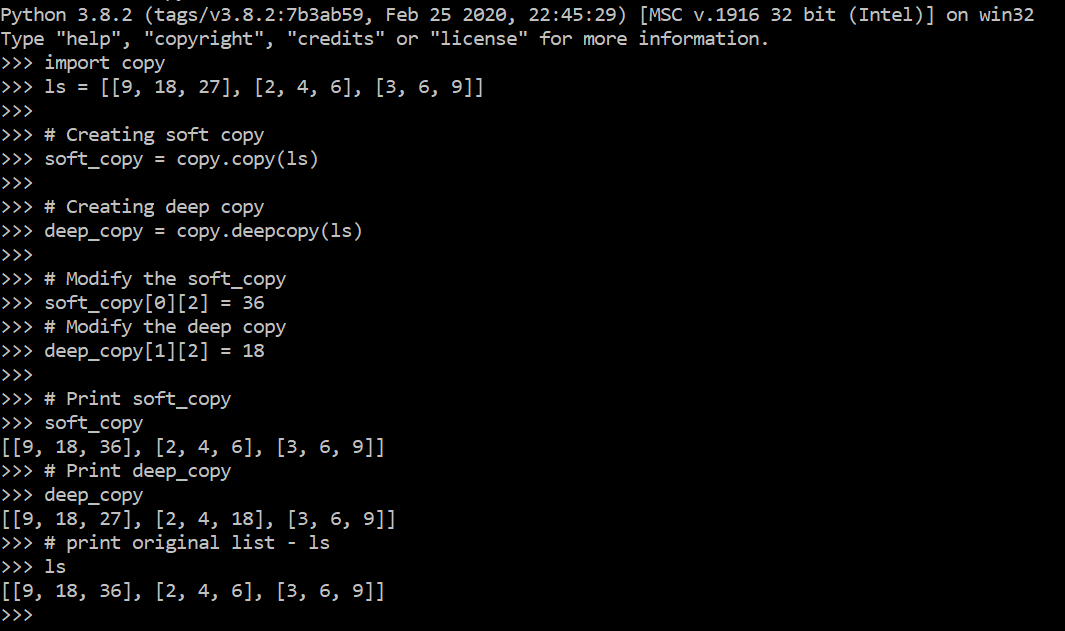 Python 3.8.2 (tags/v3.8.2:7b3ab59, Feb 25 2020, 22:45:29) [MSC v.1916 32 bit (Intel)] on win32
Type "help", "copyright", "credits" or "license" for more information.
>>> import copy
>>> ls = [[9, 18, 27], [2, 4, 6], [3, 6, 9]]
>>>
>>> # Creating soft copy
>>> soft_copy = copy.copy(ls)
>>>
>>> # Creating deep copy
>>> deep_copy = copy.deepcopy(ls)
>>>
>>> # Modify the soft_copy
>>> soft_copy[0][2] = 36
>>> # Modify the deep copy
>>> deep_copy[1][2] = 18
>>>
>>> # Print soft_copy
>>> soft_copy
[[9, 18, 36], [2, 4, 6], [3, 6, 9]]
>>> # Print deep_copy
>>> deep_copy
[[9, 18, 27], [2, 4, 18], [3, 6, 9]]
>>> # print original list - ls
>>> ls
[[9, 18, 36], [2, 4, 6], [3, 6, 9]]
>>>